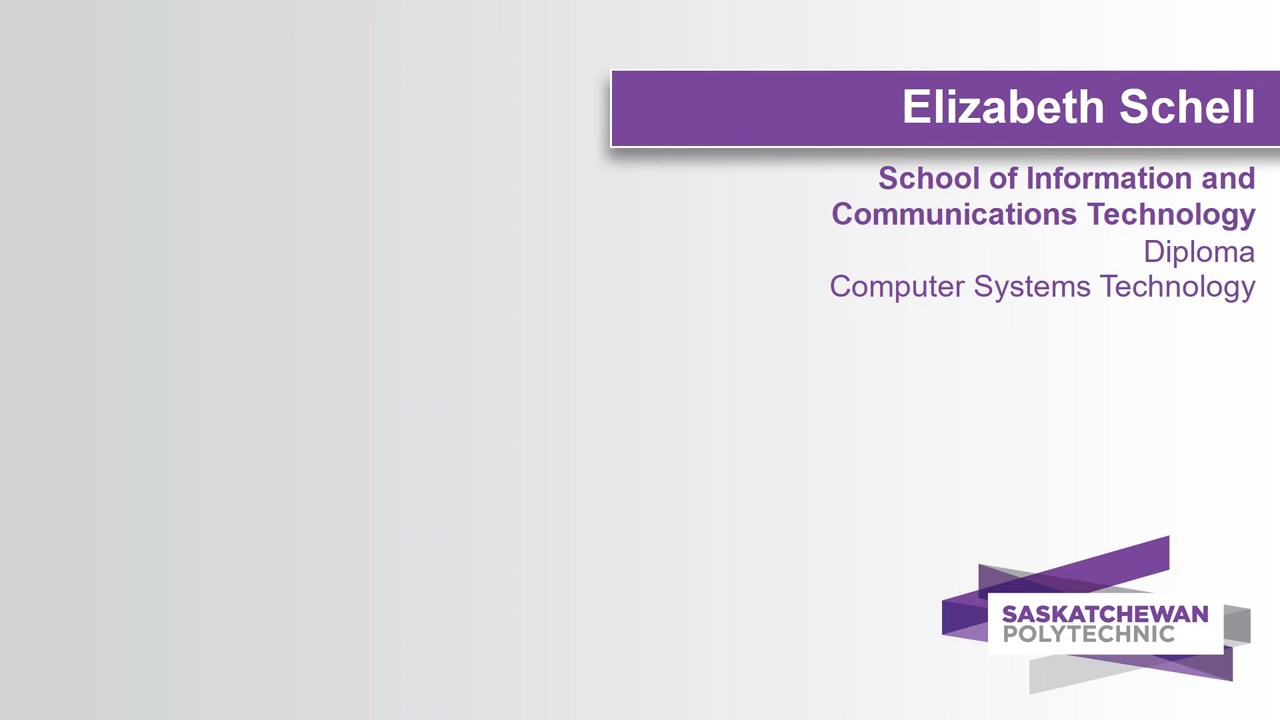 Elizabeth Schell
School of Information and
Communications Technology
Diploma
Computer Systems Technology
SASKATCHEWAN
POLYTECHNIC